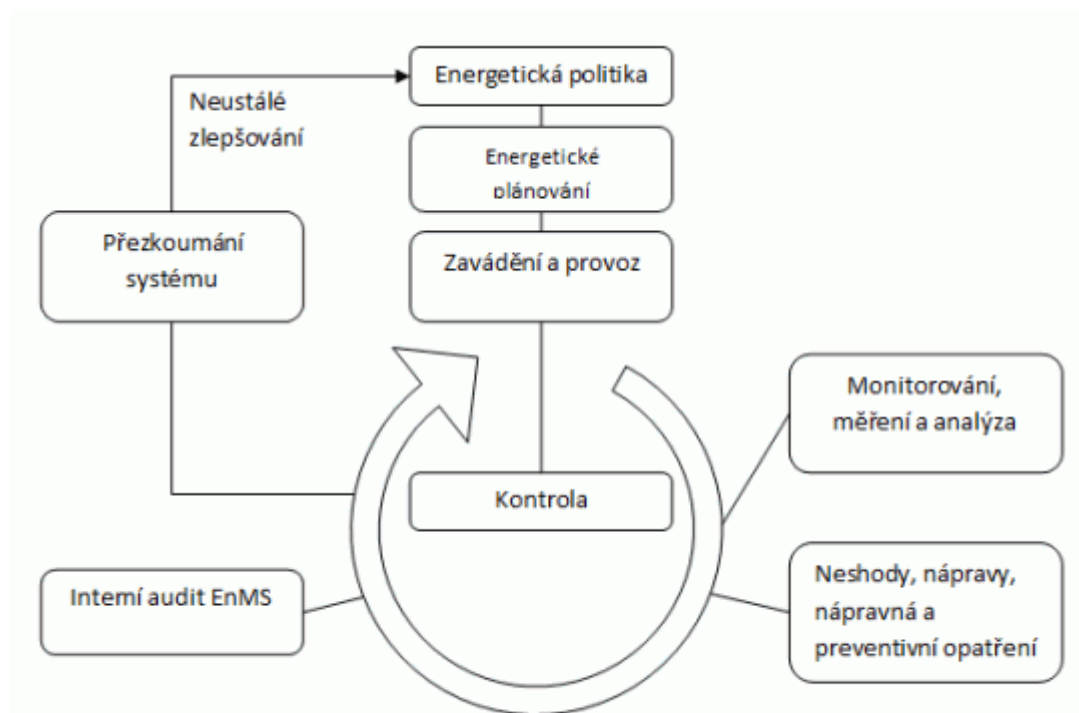 Energetická politika
Neustálé
zlepšování
Energetické
plánování
Přezkoumání
systému
Zavádění a provoz
Monitorování,
měření a analýza
Kontrola
Interní audit EnMS
Neshody, nápravy,
nápravná a
preventivní opatření